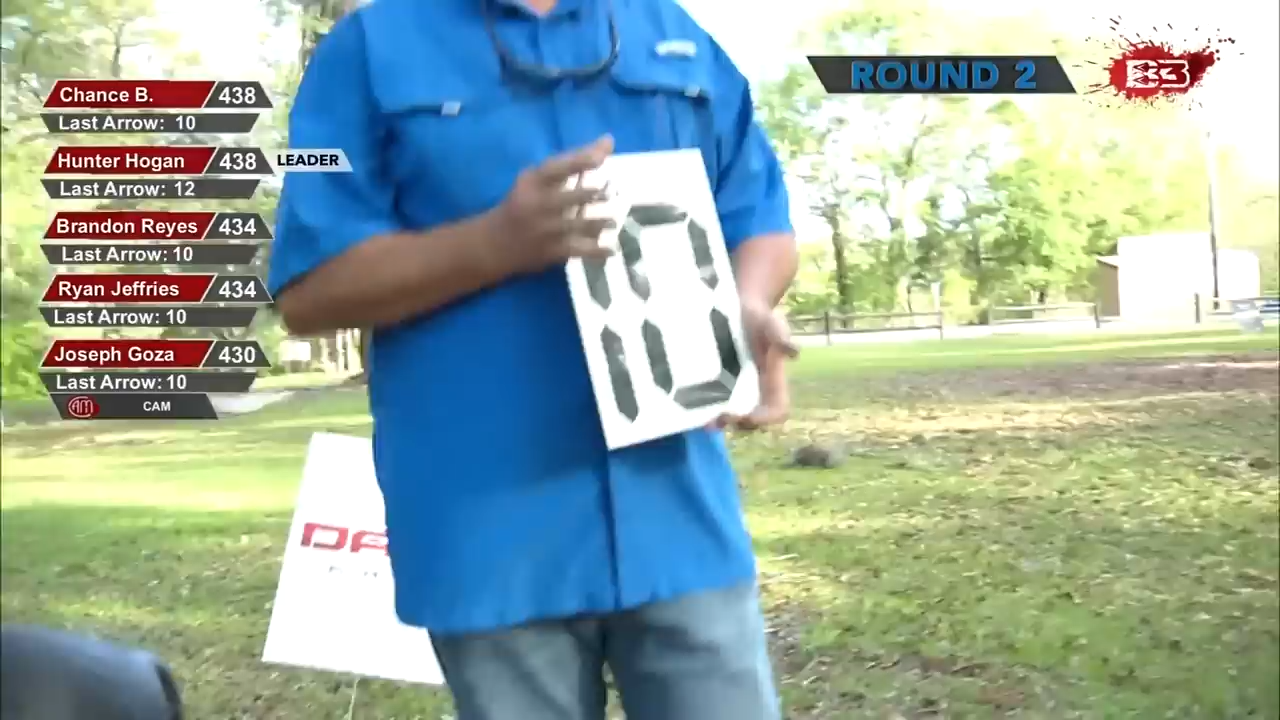 Chance B. 438
Last Arrow: 10
Hunter Hogan 438 LEADER
Last Arrow: 12
Brandon Reyes 434
Last Arrow: 10
Ryan Jeffries 434
Last Arrow: 10
Joseph Goza 430
Last Arrow: 10
AM CAM
ROUND 2
B3
10